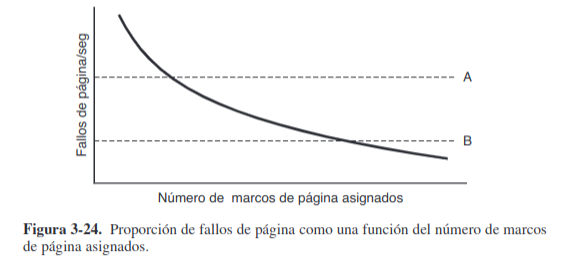 Fallos de página/seg
A
B
Número de marcos de página asignados
Figura 3-24. Proporción de fallos de página como una función del número de marcos
de página asignados.